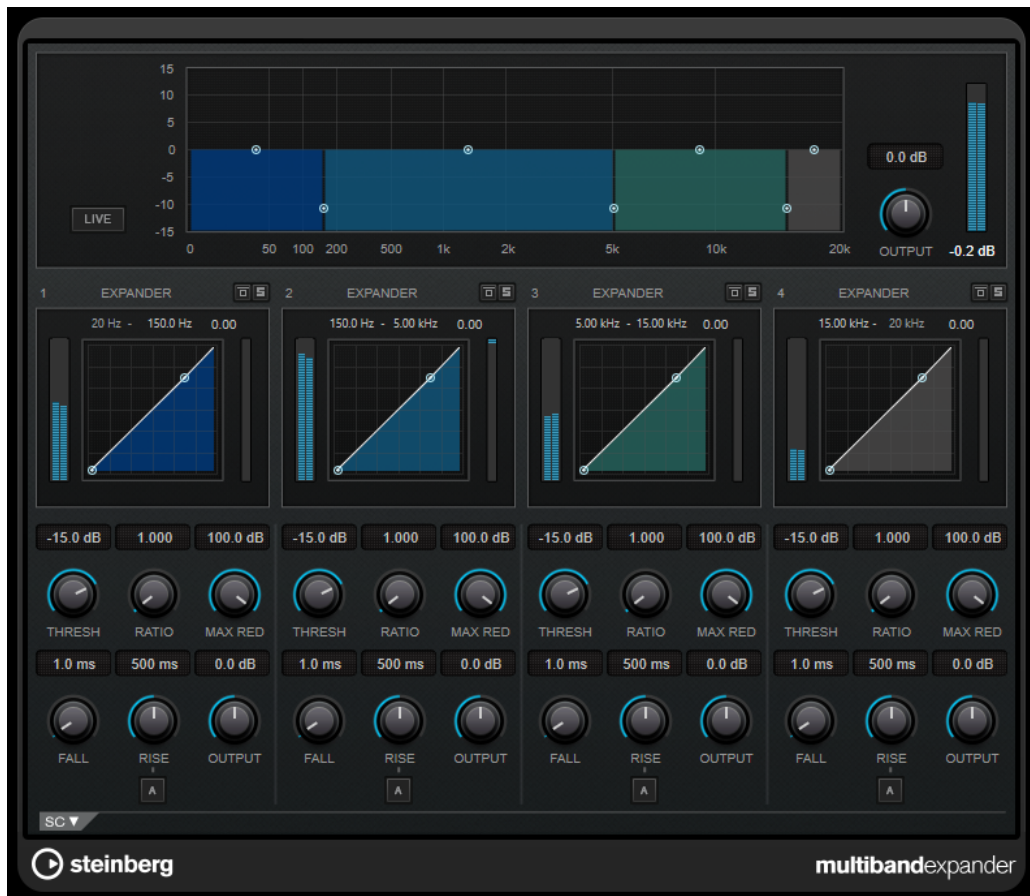 15
10
5
0
-5
-10
-15
LIVE
0 50 100 200 500 1k 2k 5k 10k 20k
0.0 dB
OUTPUT -0.2 dB
1 EXPANDER S 2 EXPANDER S 3 EXPANDER S 4 EXPANDER S
20 Hz - 150.0 Hz 0.00 150.0 Hz - 5.00 kHz 0.00 5.00 kHz - 15.00 kHz 0.00 15.00 kHz - 20 kHz 0.00
-15.0 dB 1.000 100.0 dB -15.0 dB 1.000 100.0 dB -15.0 dB 1.000 100.0 dB -15.0 dB 1.000 100.0 dB
THRESH RATIO MAX RED THRESH RATIO MAX RED THRESH RATIO MAX RED THRESH RATIO MAX RED
1.0 ms 500 ms 0.0 dB 1.0 ms 500 ms 0.0 dB 1.0 ms 500 ms 0.0 dB 1.0 ms 500 ms 0.0 dB
FALL RISE OUTPUT FALL RISE OUTPUT FALL RISE OUTPUT FALL RISE OUTPUT
A A A A
SC ▼
steinberg multibandexpander